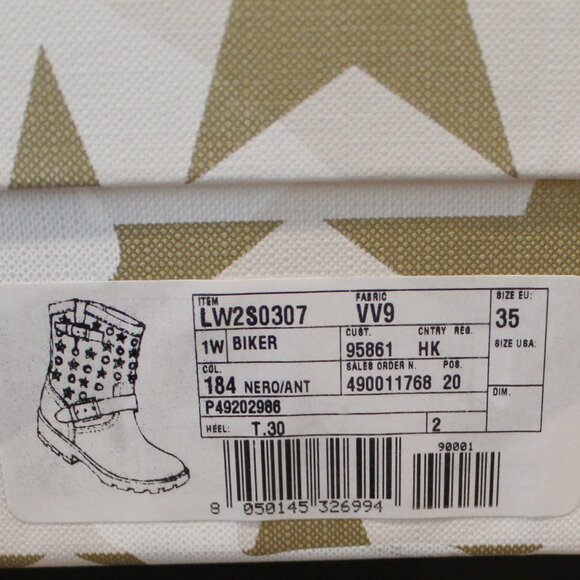 ITEM FABRIC SIZE EU:
LW2S0307 VV9 35
CUST. CNTRY REG. SIZE USA:
1W BIKER 95861 HK
COL. SALES ORDER N. POS.
184 NERO/ANT 490011768 20 DIM.
P49202986
HEEL: T.30 2
90001
8 050145 326994